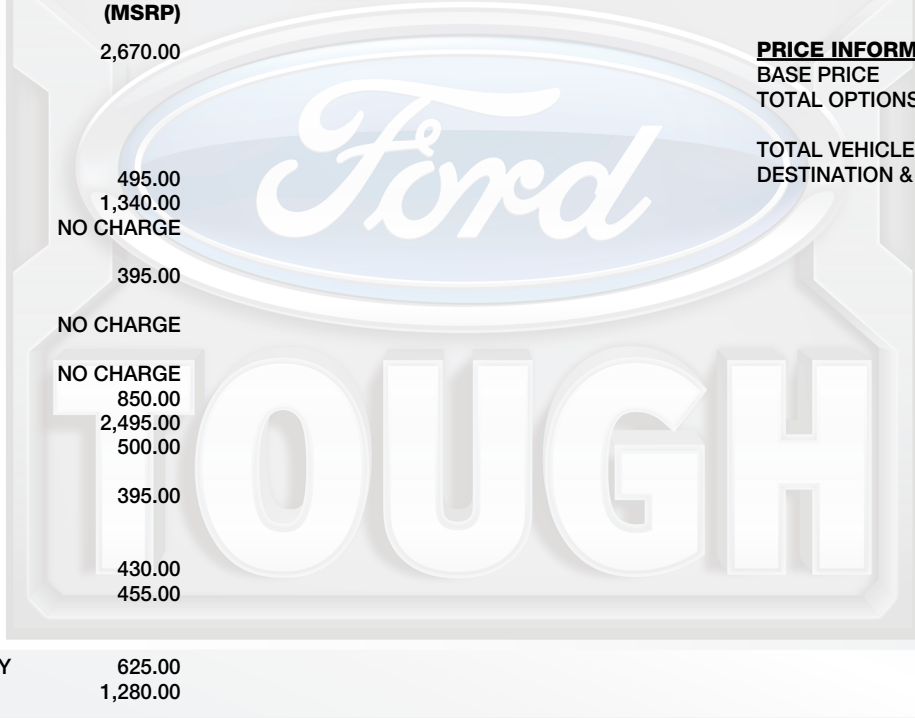 (MSRP)
2,670.00
495.00
1,340.00
NO CHARGE
395.00
NO CHARGE
NO CHARGE
850.00
2,495.00
500.00
395.00
430.00
455.00
Y 625.00
1,280.00
PRICE INFORM
BASE PRICE
TOTAL OPTIONS
TOTAL VEHICLE
DESTINATION &
Ford
TOUGH